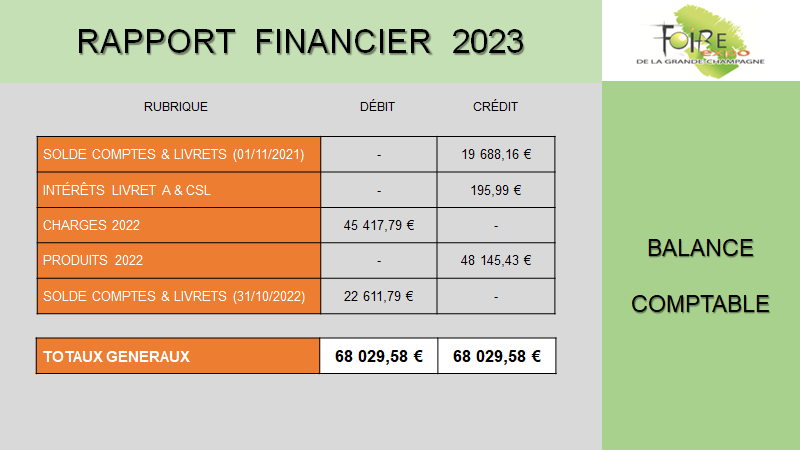 RAPPORT FINANCIER 2023
FOIRE
expo
DE LA GRANDE CHAMPAGNE
RUBRIQUE DÉBIT CRÉDIT
SOLDE COMPTES & LIVRETS (01/11/2021) - 19 688,16 €
INTÉRÊTS LIVRET A & CSL - 195,99 €
CHARGES 2022 45 417,79 € -
PRODUITS 2022 - 48 145,43 €
SOLDE COMPTES & LIVRETS (31/10/2022) 22 611,79 € -
TOTAUX GENERAUX 68 029,58 € 68 029,58 €
BALANCE
COMPTABLE